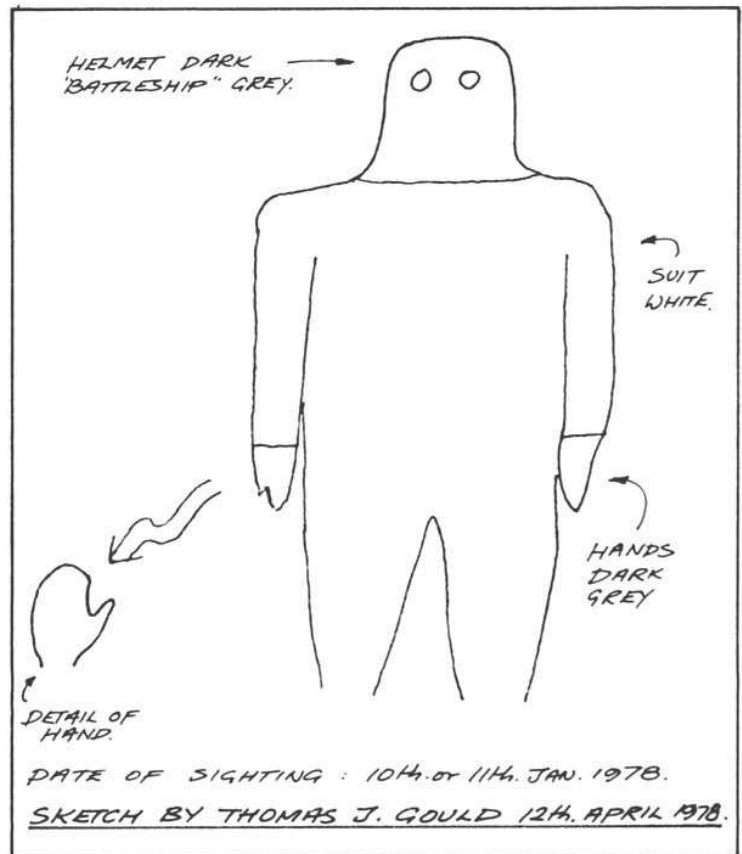 HELMET DARK
"BATTLESHIP" GREY.
SUIT
WHITE.
HANDS
DARK
GREY
DETAIL OF
HAND.
DATE OF SIGHTING : 10th. or 11th. JAN. 1978.
SKETCH BY THOMAS J. GOULD 12th. APRIL 1978.